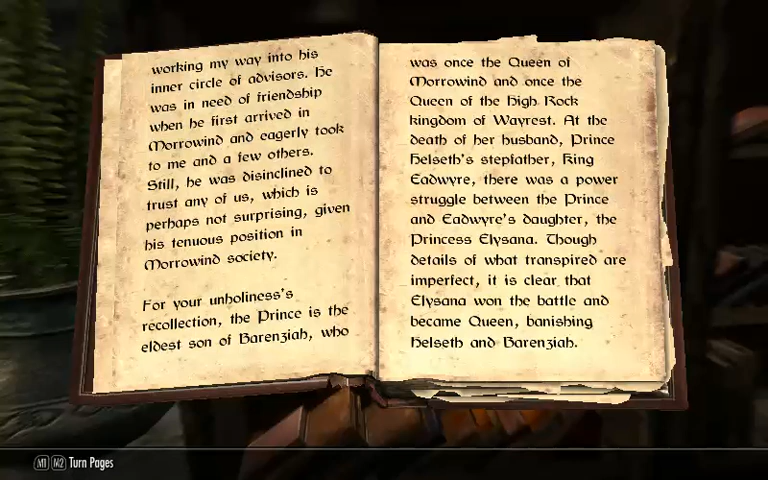 working my way into his
inner circle of advisors. He
was in need of friendship
when he first arrived in
Morrowind and eagerly took
to me and a few others.
Still, he was disinclined to
trust any of us, which is
perhaps not surprising, given
his tenuous position in
Morrowind society.
For your unholiness's
recollection, the Prince is the
eldest son of Barenziah, who
was once the Queen of
Morrowind and once the
Queen of the High Rock
kingdom of Wayrest. At the
death of her husband, Prince
Helseth's stepfather, King
Eadwyre, there was a power
struggle between the Prince
and Eadwyre's daughter, the
Princess Elysana. Though
details of what transpired are
imperfect, it is clear that
Elysana won the battle and
became Queen, banishing
Helseth and Barenziah.
M1 M2 Turn Pages